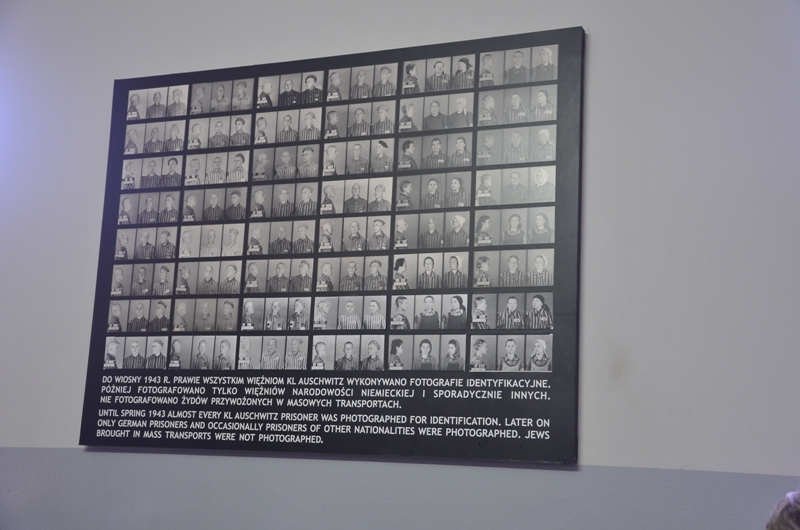 DO WIOSNY 1943 R. PRAWIE WSZYSTKIM WIĘŹNIOM KL AUSCHWITZ WYKONYWANO FOTOGRAFIE IDENTYFIKACYJNE.
PÓŹNIEJ FOTOGRAFOWANO TYLKO WIĘŹNIÓW NARODOWOŚCI NIEMIECKIEJ I SPORADYCZNIE INNYCH.
NIE FOTOGRAFOWANO ŻYDÓW PRZYWOŻONYCH W MASOWYCH TRANSPORTACH.
UNTIL SPRING 1943 ALMOST EVERY KL AUSCHWITZ PRISONER WAS PHOTOGRAPHED FOR IDENTIFICATION. LATER ON
ONLY GERMAN PRISONERS AND OCCASIONALLY PRISONERS OF OTHER NATIONALITIES WERE PHOTOGRAPHED. JEWS
BROUGHT IN MASS TRANSPORTS WERE NOT PHOTOGRAPHED.